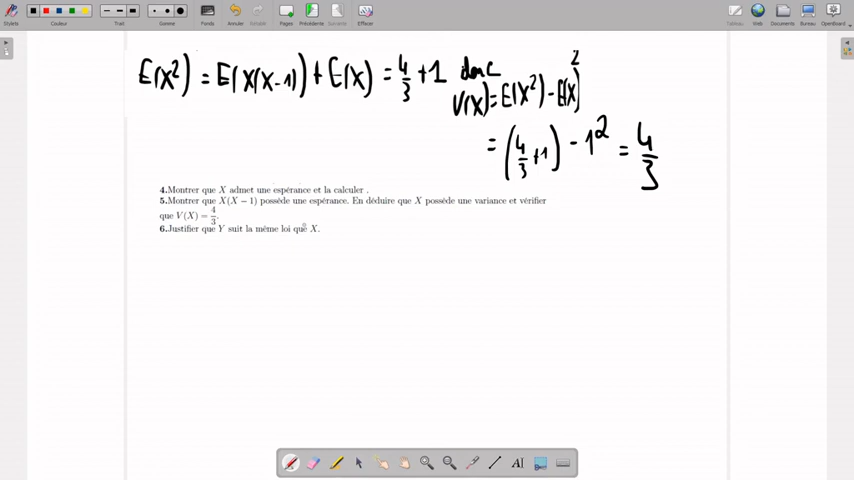 Stylets
Couleur
Trait
Gomme
Fonds
Annuler
Rétablir
Pages
Précédente
Suivante
Effacer
Tableau
Web
Documents
Bureau
OpenBoard
E(X²) = E(X(X-1)) + E(X) = 4/3 + 1 donc
V(X) = E(X²) - E(X)²
= (4/3 + 1) - 1² = 4/3
4.Montrer que X admet une espérance et la calculer .
5.Montrer que X(X − 1) possède une espérance. En déduire que X possède une variance et vérifier
que V(X) = 4/3.
6.Justifier que Y suit la même loi que X.
AI